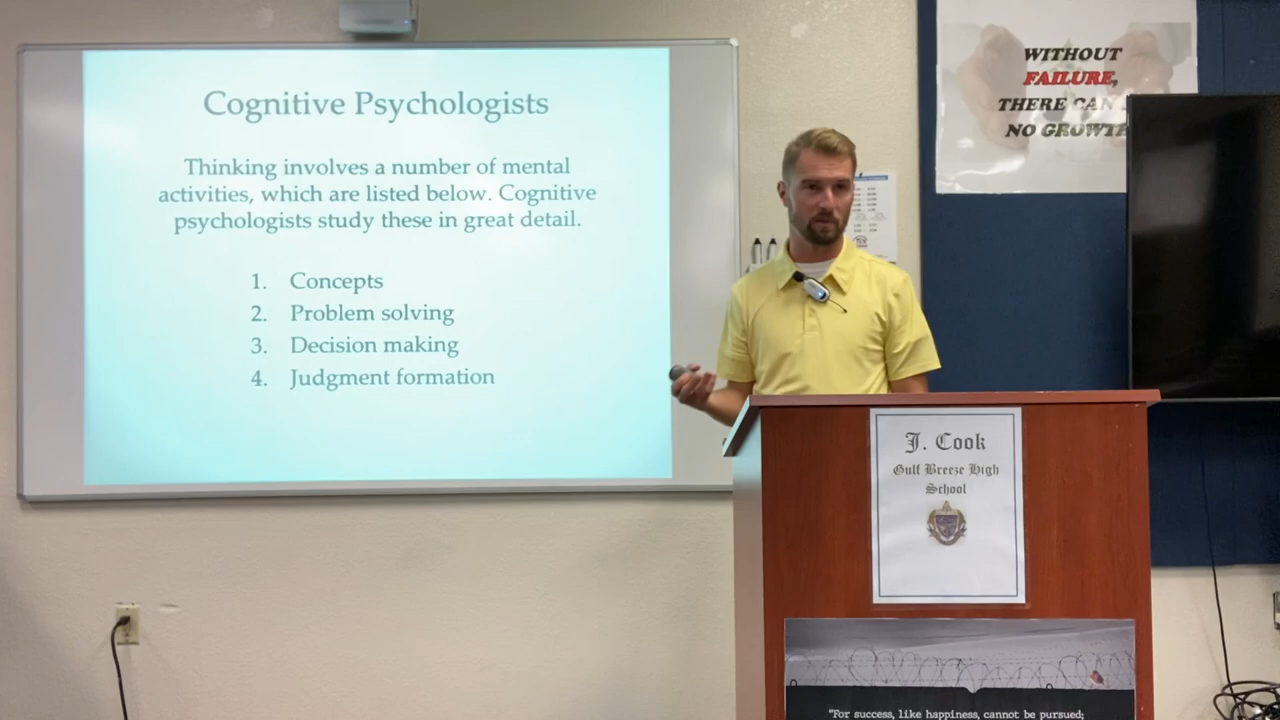 Cognitive Psychologists
Thinking involves a number of mental
activities, which are listed below. Cognitive
psychologists study these in great detail.
1. Concepts
2. Problem solving
3. Decision making
4. Judgment formation
WITHOUT
FAILURE,
THERE CAN
NO GROWTH
J. Cook
Gulf Breeze High
School
"For success, like happiness, cannot be pursued;